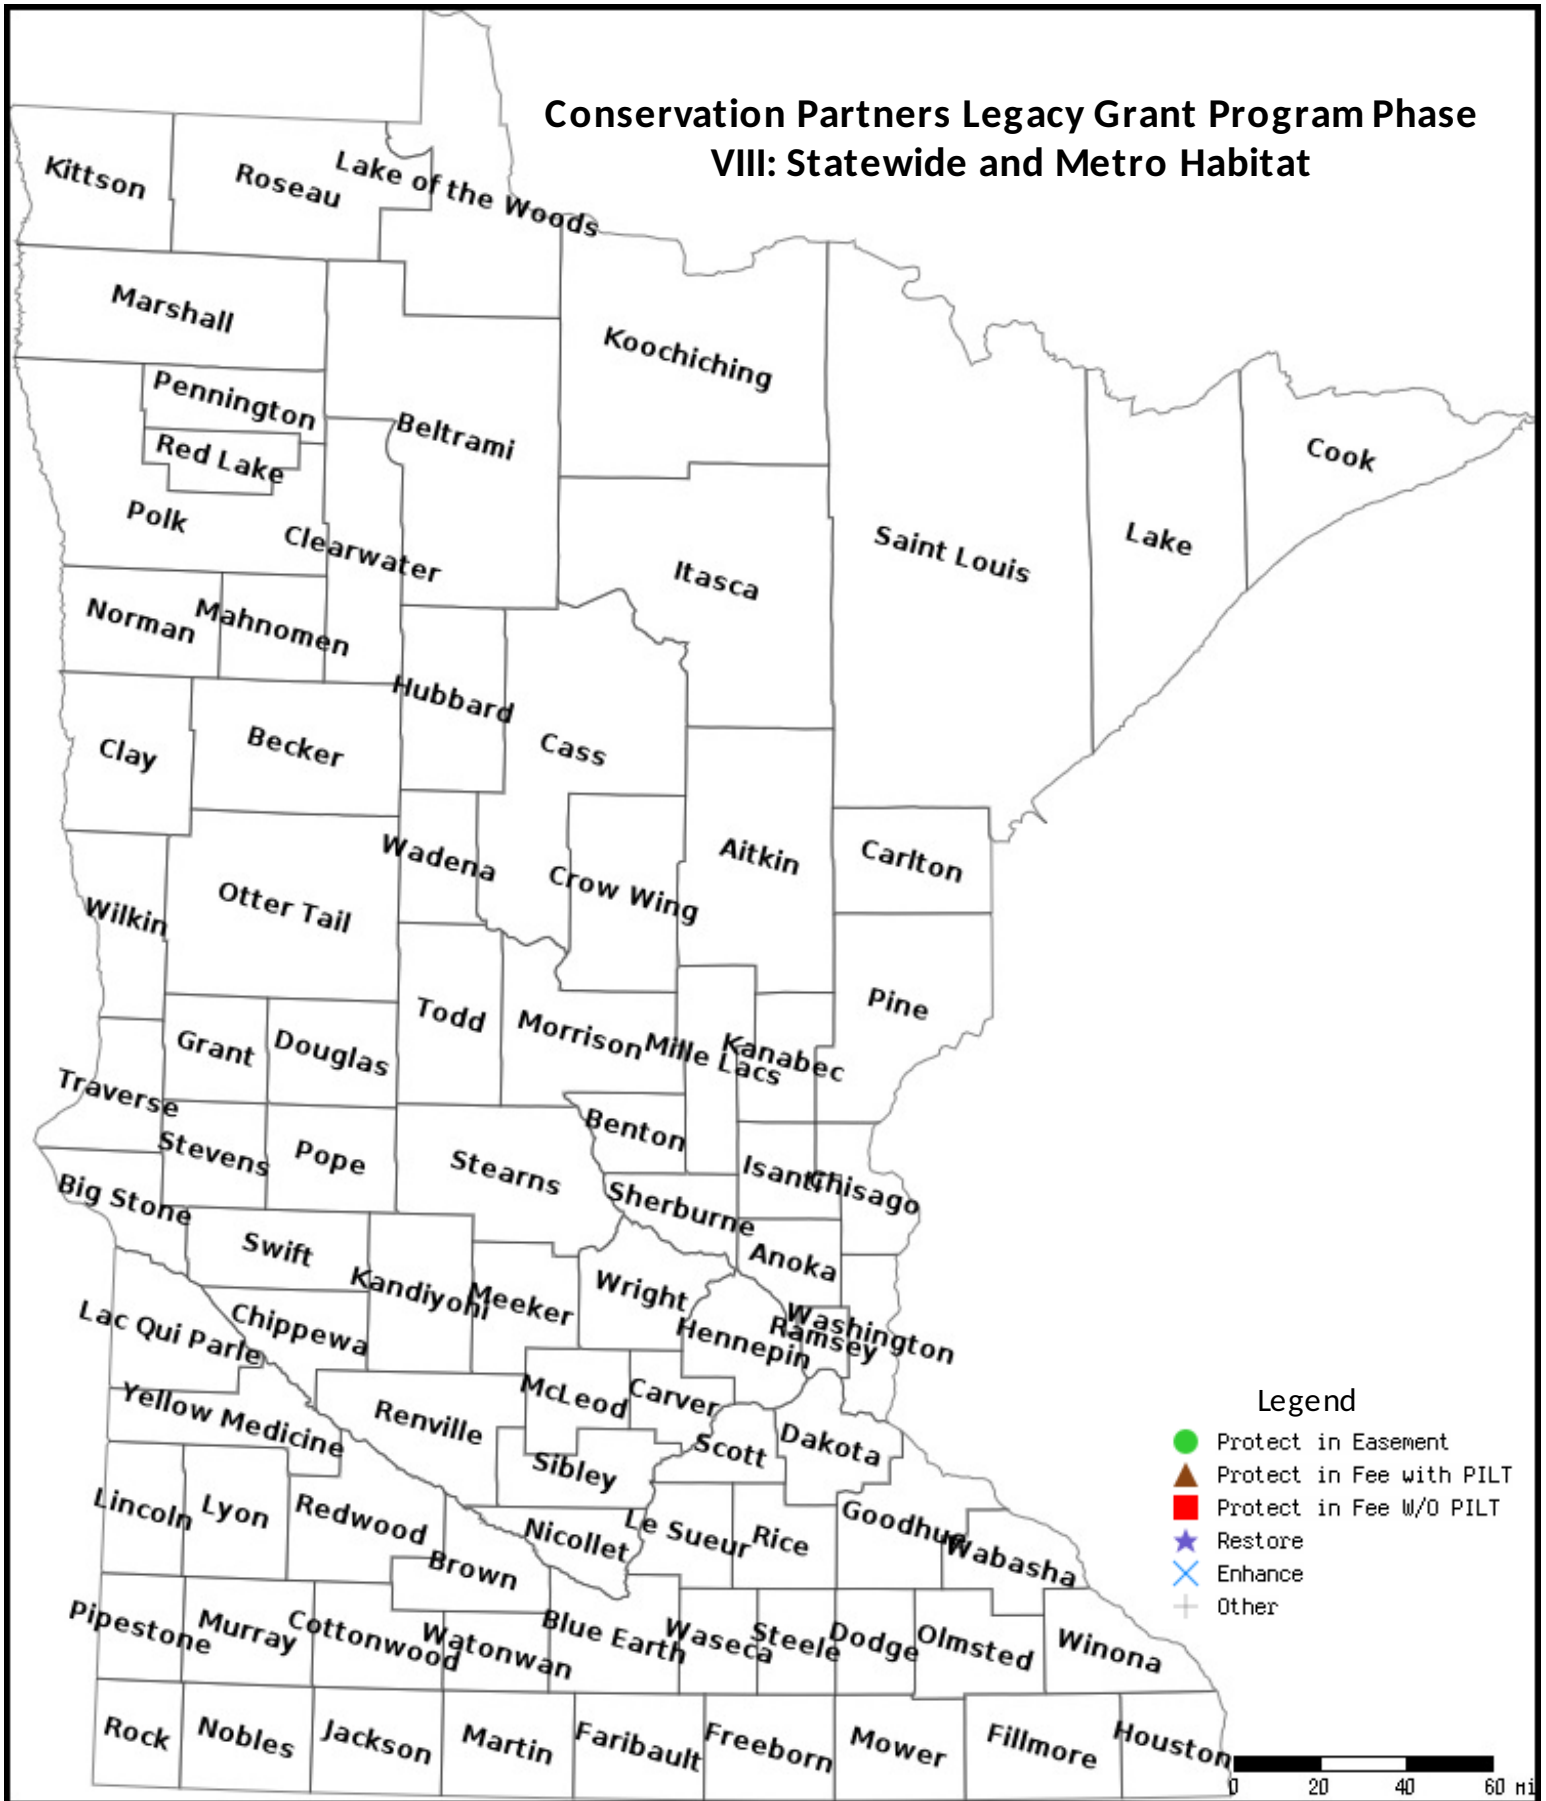 Conservation Partners Legacy Grant Program Phase
VIII: Statewide and Metro Habitat
Kittson
Roseau
Lake of the Woods
Marshall
Koochiching
Pennington
Beltrami
Red Lake
Cook
Polk
Clearwater
Saint Louis
Lake
Itasca
Norman
Mahnomen
Hubbard
Clay
Becker
Cass
Wadena
Aitkin
Carlton
Otter Tail
Crow Wing
Wilkin
Todd
Pine
Grant
Douglas
Morrison
Mille Lacs
Kanabec
Traverse
Benton
Stevens
Pope
Stearns
Isanti
Chisago
Big Stone
Sherburne
Swift
Anoka
Kandiyohi
Meeker
Wright
Lac Qui Parle
Chippewa
Hennepin
Ramsey
Washington
Yellow Medicine
Renville
McLeod
Carver
Scott
Dakota
Sibley
Lincoln
Lyon
Redwood
Nicollet
Le Sueur
Rice
Goodhue
Wabasha
Brown
Pipestone
Murray
Cottonwood
Watonwan
Blue Earth
Waseca
Steele
Dodge
Olmsted
Winona
Rock
Nobles
Jackson
Martin
Faribault
Freeborn
Mower
Fillmore
Houston
Legend
Protect in Easement
Protect in Fee with PILT
Protect in Fee W/O PILT
Restore
Enhance
Other
0 20 40 60 mi